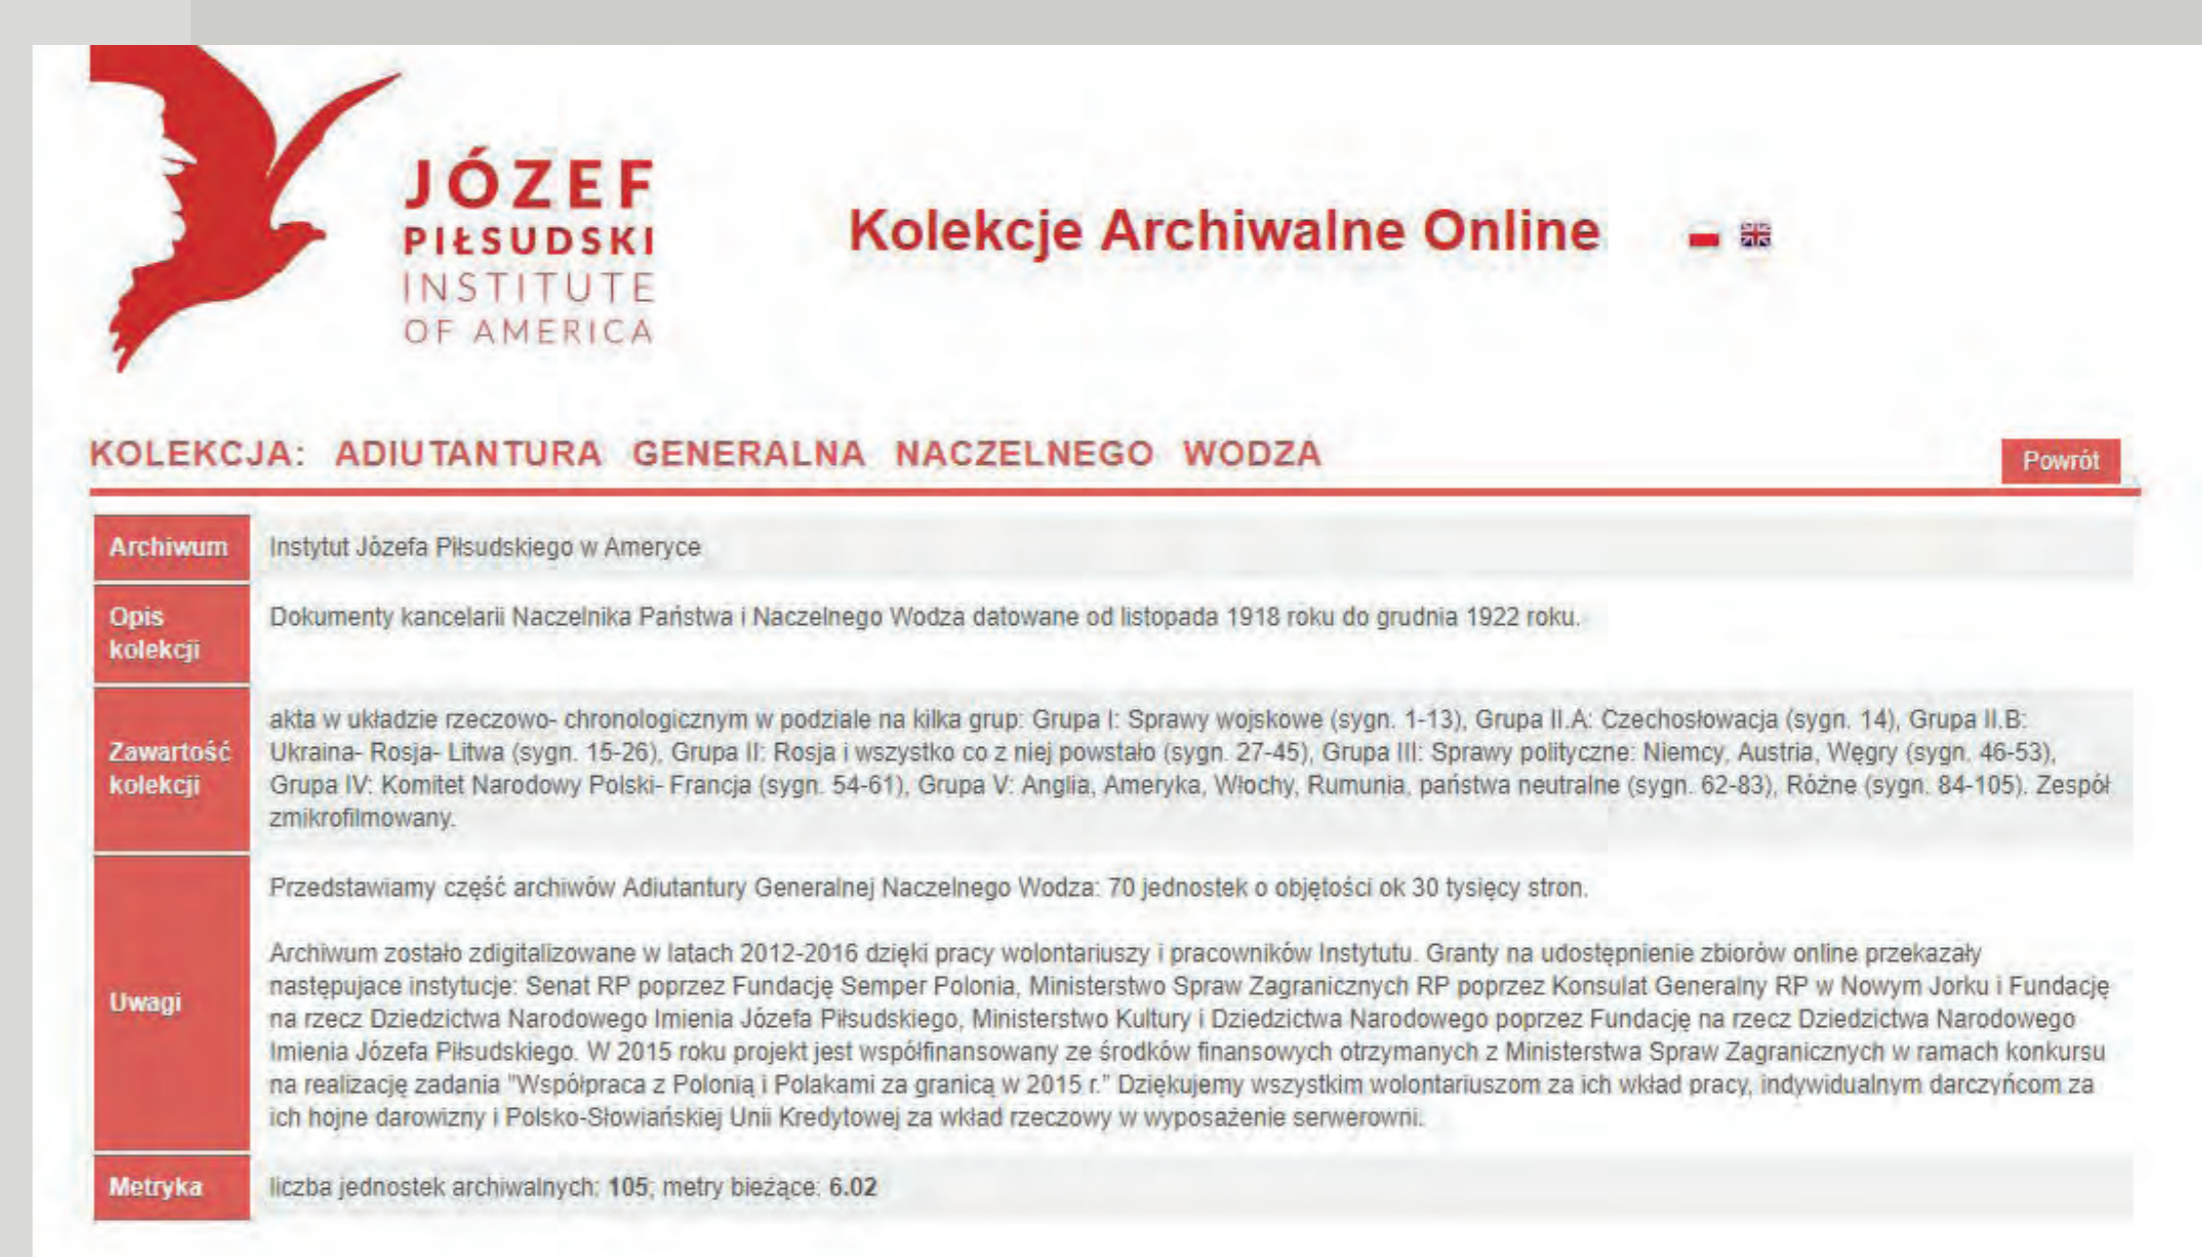 JÓZEF
PIŁSUDSKI
INSTITUTE
OF AMERICA
Kolekcje Archiwalne Online
KOLEKCJA: ADIUTANTURA GENERALNA NACZELNEGO WODZA
Powrót
Archiwum
Instytut Józefa Piłsudskiego w Ameryce
Opis
kolekcji
Dokumenty kancelarii Naczelnika Państwa i Naczelnego Wodza datowane od listopada 1918 roku do grudnia 1922 roku.
Zawartość
kolekcji
akta w układzie rzeczowo- chronologicznym w podziale na kilka grup: Grupa I: Sprawy wojskowe (sygn. 1-13), Grupa II.A: Czechosłowacja (sygn. 14), Grupa II.B:
Ukraina- Rosja- Litwa (sygn. 15-26), Grupa II: Rosja i wszystko co z niej powstało (sygn. 27-45), Grupa III: Sprawy polityczne: Niemcy, Austria, Węgry (sygn. 46-53),
Grupa IV: Komitet Narodowy Polski- Francja (sygn. 54-61), Grupa V: Anglia, Ameryka, Włochy, Rumunia, państwa neutralne (sygn. 62-83), Różne (sygn. 84-105). Zespół
zmikrofilmowany.
Uwagi
Przedstawiamy część archiwów Adiutantury Generalnej Naczelnego Wodza: 70 jednostek o objętości ok 30 tysięcy stron.
Archiwum zostało zdigitalizowane w latach 2012-2016 dzięki pracy wolontariuszy i pracowników Instytutu. Granty na udostępnienie zbiorów online przekazały
następujace instytucje: Senat RP poprzez Fundację Semper Polonia, Ministerstwo Spraw Zagranicznych RP poprzez Konsulat Generalny RP w Nowym Jorku i Fundację
na rzecz Dziedzictwa Narodowego Imienia Józefa Piłsudskiego, Ministerstwo Kultury i Dziedzictwa Narodowego poprzez Fundację na rzecz Dziedzictwa Narodowego
Imienia Józefa Piłsudskiego. W 2015 roku projekt jest współfinansowany ze środków finansowych otrzymanych z Ministerstwa Spraw Zagranicznych w ramach konkursu
na realizację zadania "Współpraca z Polonią i Polakami za granicą w 2015 r." Dziękujemy wszystkim wolontariuszom za ich wkład pracy, indywidualnym darczyńcom za
ich hojne darowizny i Polsko-Słowiańskiej Unii Kredytowej za wkład rzeczowy w wyposażenie serwerowni.
Metryka
liczba jednostek archiwalnych: 105; metry bieżące: 6.02